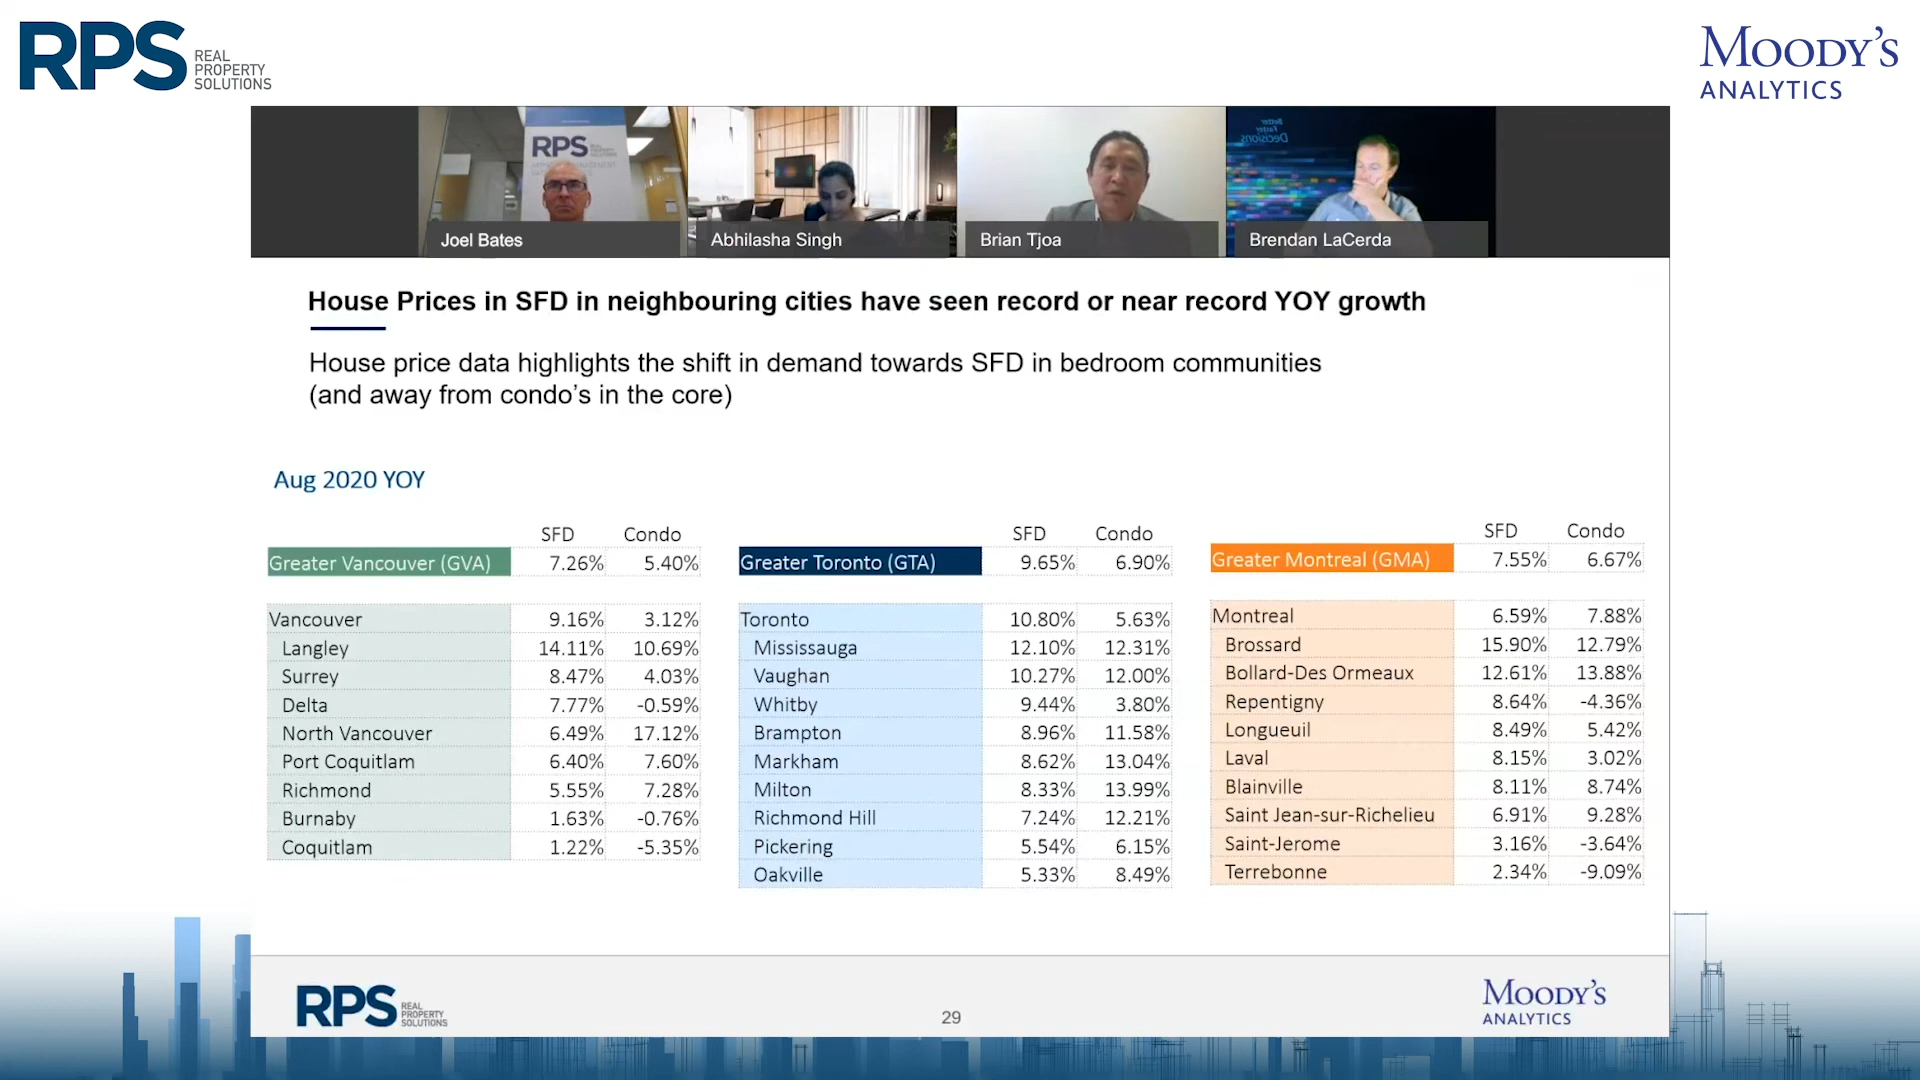 RPS REAL
PROPERTY
SOLUTIONS
MOODY'S
ANALYTICS
RPS
Better
Faster
Decisions
Joel Bates
Abhilasha Singh
Brian Tjoa
Brendan LaCerda
House Prices in SFD in neighbouring cities have seen record or near record YOY growth
House price data highlights the shift in demand towards SFD in bedroom communities
(and away from condo’s in the core)
Aug 2020 YOY
SFD Condo
Greater Vancouver (GVA) 7.26% 5.40%
Vancouver 9.16% 3.12%
Langley 14.11% 10.69%
Surrey 8.47% 4.03%
Delta 7.77% -0.59%
North Vancouver 6.49% 17.12%
Port Coquitlam 6.40% 7.60%
Richmond 5.55% 7.28%
Burnaby 1.63% -0.76%
Coquitlam 1.22% -5.35%
SFD Condo
Greater Toronto (GTA) 9.65% 6.90%
Toronto 10.80% 5.63%
Mississauga 12.10% 12.31%
Vaughan 10.27% 12.00%
Whitby 9.44% 3.80%
Brampton 8.96% 11.58%
Markham 8.62% 13.04%
Milton 8.33% 13.99%
Richmond Hill 7.24% 12.21%
Pickering 5.54% 6.15%
Oakville 5.33% 8.49%
SFD Condo
Greater Montreal (GMA) 7.55% 6.67%
Montreal 6.59% 7.88%
Brossard 15.90% 12.79%
Bollard-Des Ormeaux 12.61% 13.88%
Repentigny 8.64% -4.36%
Longueuil 8.49% 5.42%
Laval 8.15% 3.02%
Blainville 8.11% 8.74%
Saint Jean-sur-Richelieu 6.91% 9.28%
Saint-Jerome 3.16% -3.64%
Terrebonne 2.34% -9.09%
RPS REAL
PROPERTY
SOLUTIONS
29
MOODY'S
ANALYTICS